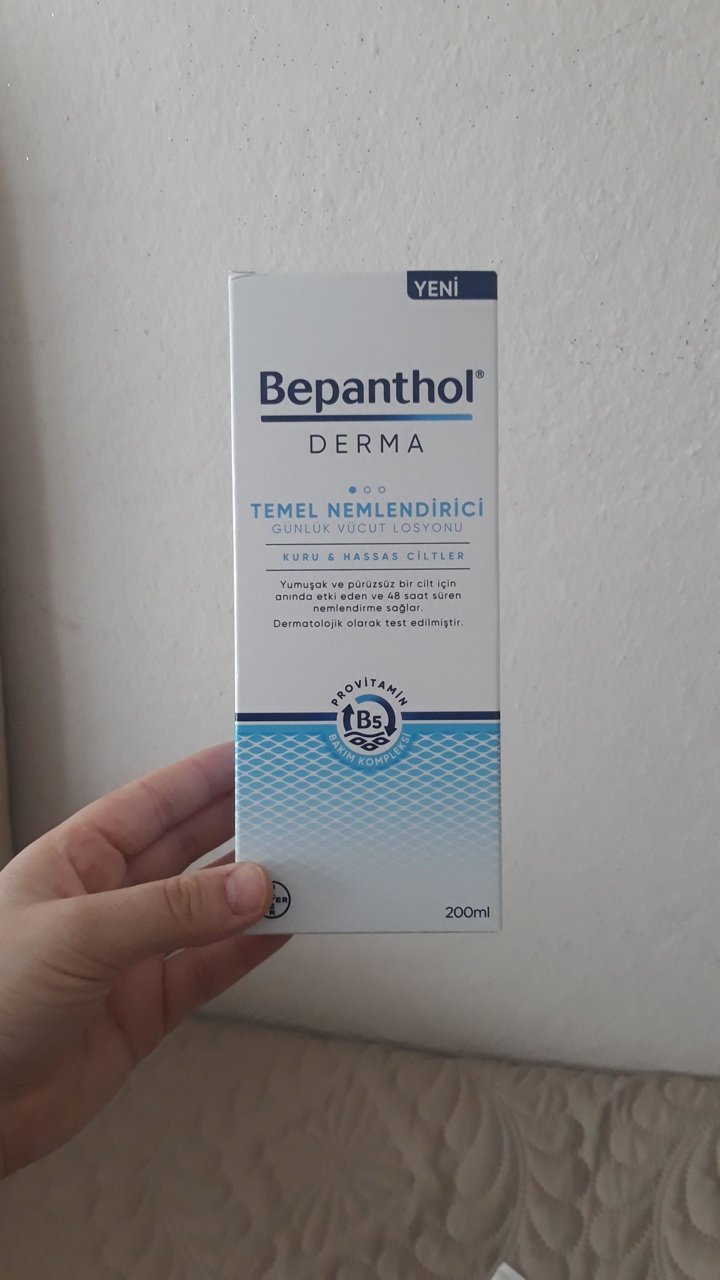 YENİ
Bepanthol®
DERMA
TEMEL NEMLENDİRİCİ
GÜNLÜK VÜCUT LOSYONU
KURU & HASSAS CİLTLER
Yumuşak ve pürüzsüz bir cilt için
anında etki eden ve 48 saat süren
nemlendirme sağlar.
Dermatolojik olarak test edilmiştir.
PROVİTAMİN
B5
BAKIM KOMPLEKSİ
200ml